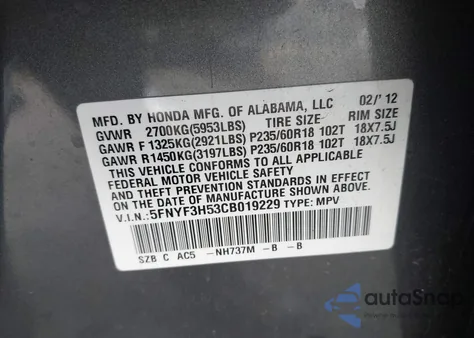 MFD. BY HONDA MFG. OF ALABAMA, LLC 02/'12
GVWR 2700KG(5953LBS) TIRE SIZE RIM SIZE
GAWR F 1325KG(2921LBS) P235/60R18 102T 18X7.5J
GAWR R1450KG(3197LBS) P235/60R18 102T 18X7.5J
THIS VEHICLE CONFORMS TO ALL APPLICABLE
FEDERAL MOTOR VEHICLE SAFETY
AND THEFT PREVENTION STANDARDS IN EFFECT
ON THE DATE OF MANUFACTURE SHOWN ABOVE.
V.I.N.: 5FNYF3H53CB019229 TYPE: MPV
SZB C AC5 -NH737M -B -B
autoSnap